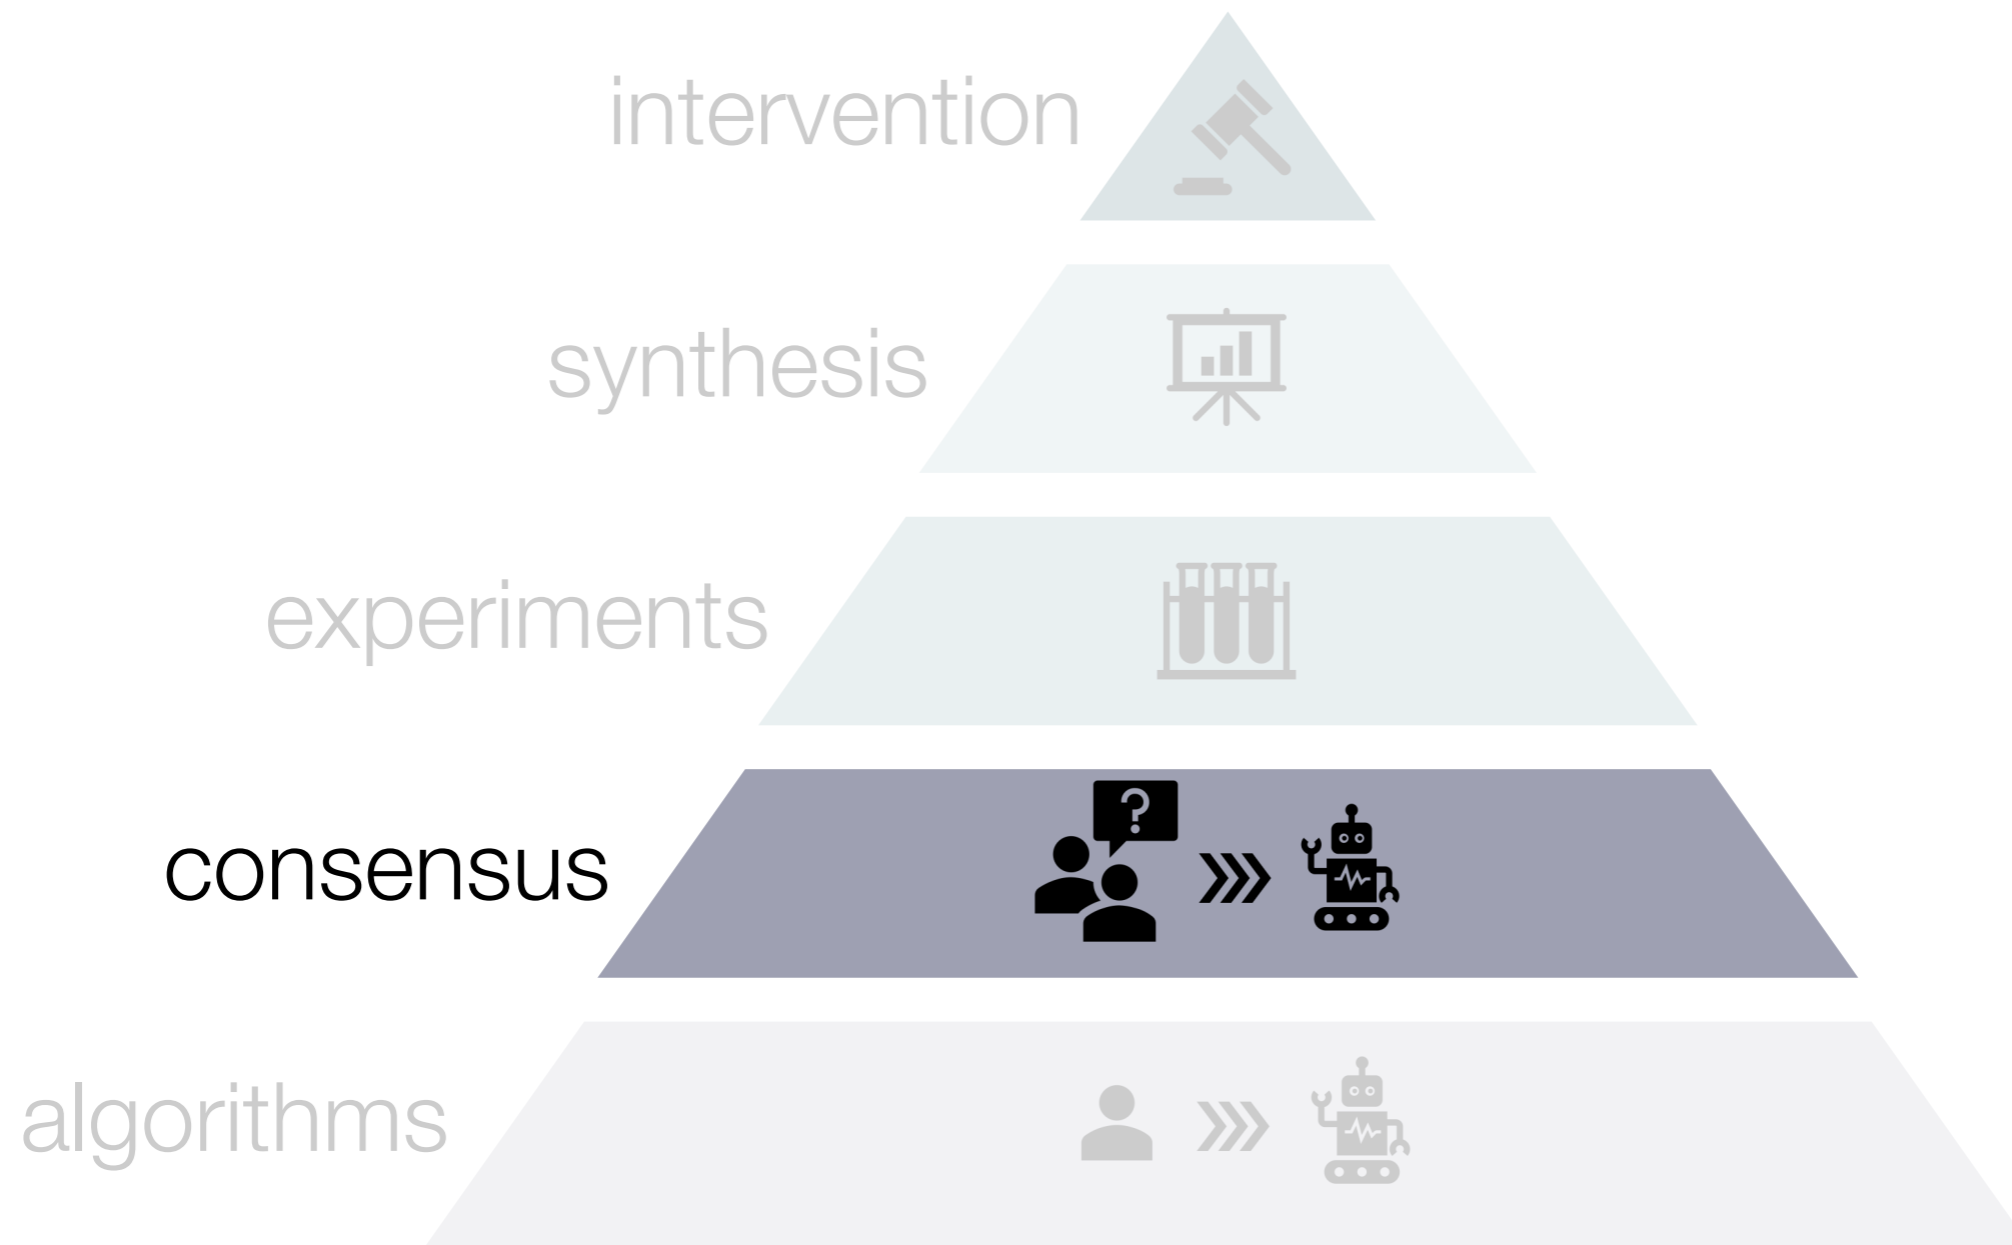 intervention
synthesis
experiments
?
consensus
algorithms